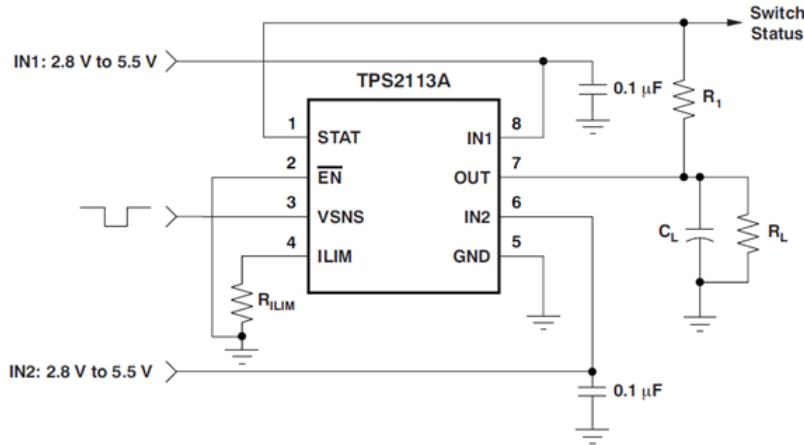 Switch
Status
IN1: 2.8 V to 5.5 V
TPS2113A
0.1 μF
R1
1
STAT
IN1
8
2
EN
OUT
7
3
VSNS
IN2
6
4
ILIM
GND
5
CL
RL
RILIM
IN2: 2.8 V to 5.5 V
0.1 μF